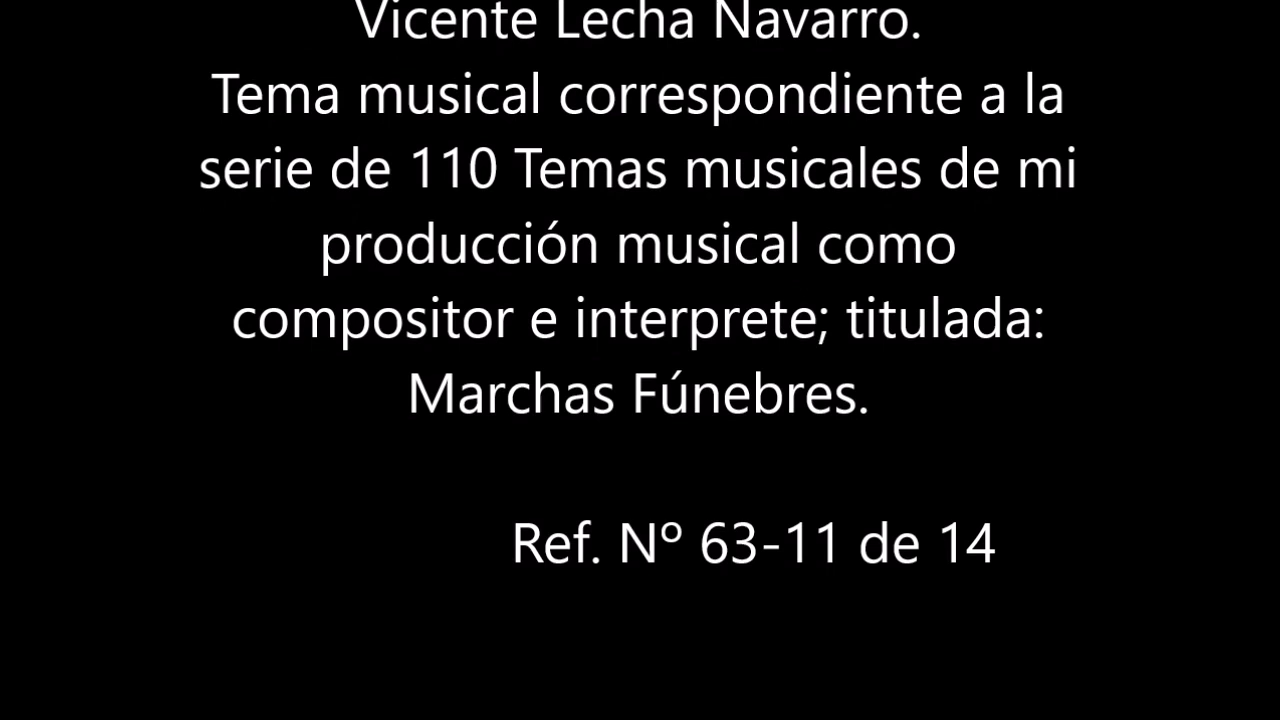 Vicente Lecha Navarro.
Tema musical correspondiente a la
serie de 110 Temas musicales de mi
producción musical como
compositor e interprete; titulada:
Marchas Fúnebres.
Ref. Nº 63-11 de 14